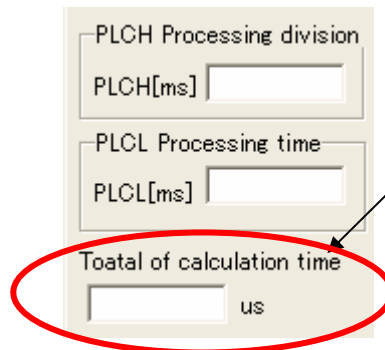 PLCH Processing division
PLCH[ms]
PLCL Processing time
PLCL[ms]
Toatal of calculation time
us